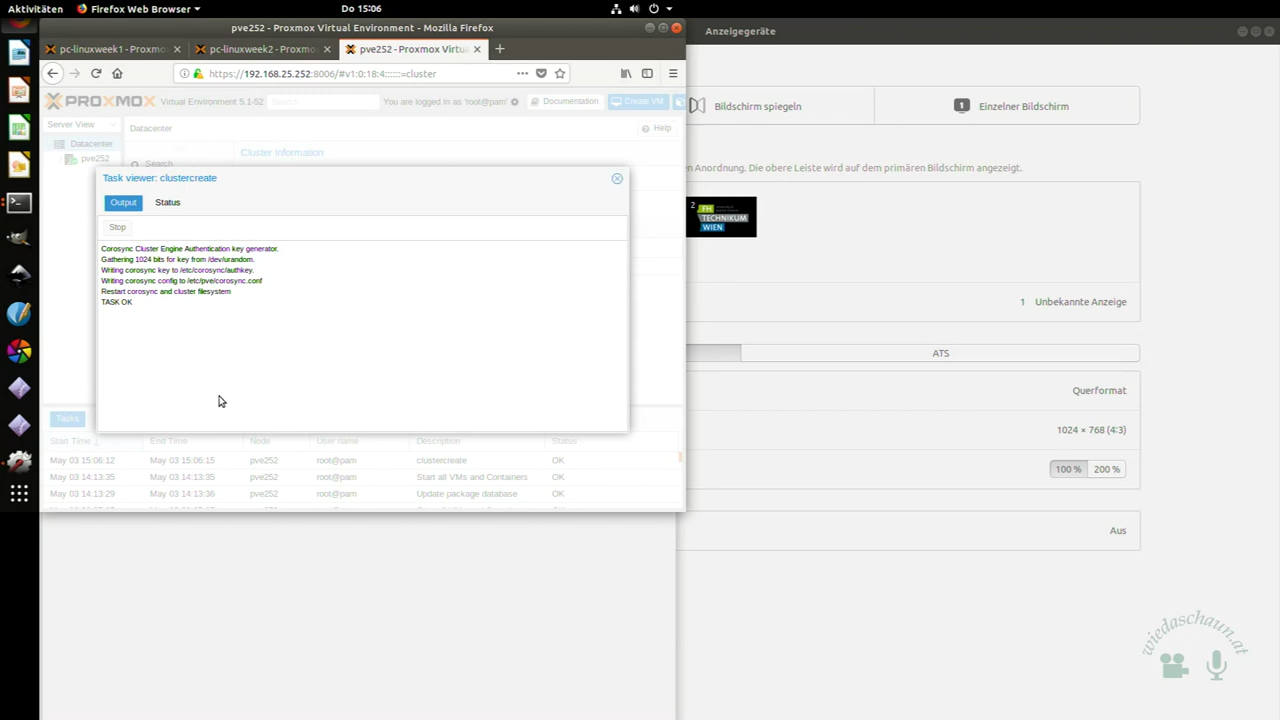 Aktivitäten
Firefox Web Browser
Do 15:06
Anzeigegeräte
pve252 - Proxmox Virtual Environment - Mozilla Firefox
pc-linuxweek1 - Proxmo
pc-linuxweek2 - Proxmo
pve252 - Proxmox Virtu
https://192.168.25.252:8006/#v1:0:18:4::::::=cluster
PROXMOX Virtual Environment 5.1-52
Search
You are logged in as 'root@pam'
Documentation
Create VM
Bildschirm spiegeln
1 Einzelner Bildschirm
Server View
Datacenter
Help
Datacenter
Cluster Information
pve252
Search
en Anordnung. Die obere Leiste wird auf dem primären Bildschirm angezeigt.
Task viewer: clustercreate
Output
Status
2
FH
TECHNIKUM
WIEN
Stop
Corosync Cluster Engine Authentication key generator.
Gathering 1024 bits for key from /dev/urandom.
Writing corosync key to /etc/corosync/authkey.
Writing corosync config to /etc/pve/corosync.conf
Restart corosync and cluster filesystem
TASK OK
1 Unbekannte Anzeige
ATS
Querformat
1024 × 768 (4:3)
100 %
200 %
Aus
Tasks
Start Time
End Time
Node
User name
Description
Status
May 03 15:06:12
May 03 15:06:15
pve252
root@pam
clustercreate
OK
May 03 14:13:35
May 03 14:13:35
pve252
root@pam
Start all VMs and Containers
OK
May 03 14:13:29
May 03 14:13:36
pve252
root@pam
Update package database
OK
wiedaschaun.at